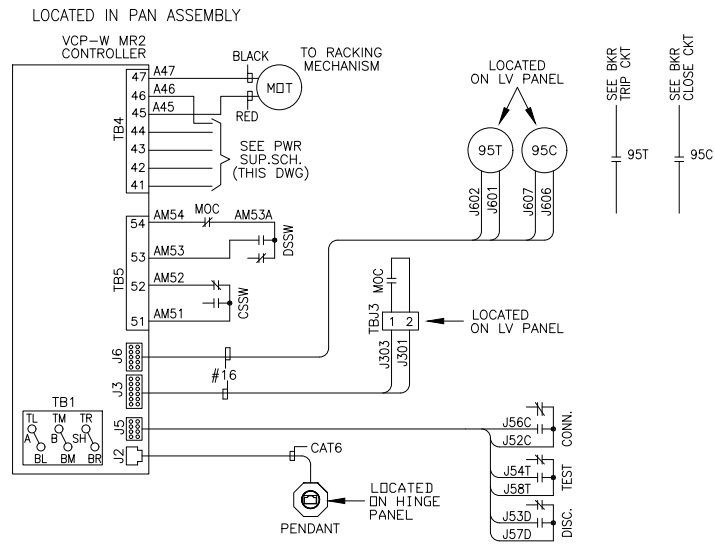 LOCATED IN PAN ASSEMBLY
VCP-W MR2
CONTROLLER
BLACK
TO RACKING
MECHANISM
47
A47
MOT
46
A46
45
A45
RED
44
43
42
41
TB4
SEE PWR
SUP.SCH.
(THIS DWG)
LOCATED
ON LV PANEL
95T
95C
J602
J601
J607
J606
SEE BKR
TRIP CKT
95T
SEE BKR
CLOSE CKT
95C
54
AM54
MOC
AM53A
53
AM53
DSSW
TB5
52
AM52
CSSW
51
AM51
MOC
TBJ3
1
2
LOCATED
ON LV PANEL
J303
J301
J6
#16
J3
TB1
TL
TM
TR
A
B
SH
BL
BM
BR
J5
J2
CAT6
LOCATED
ON HINGE
PANEL
PENDANT
J56C
J52C
CONN.
J54T
J58T
TEST
J53D
J57D
DISC.